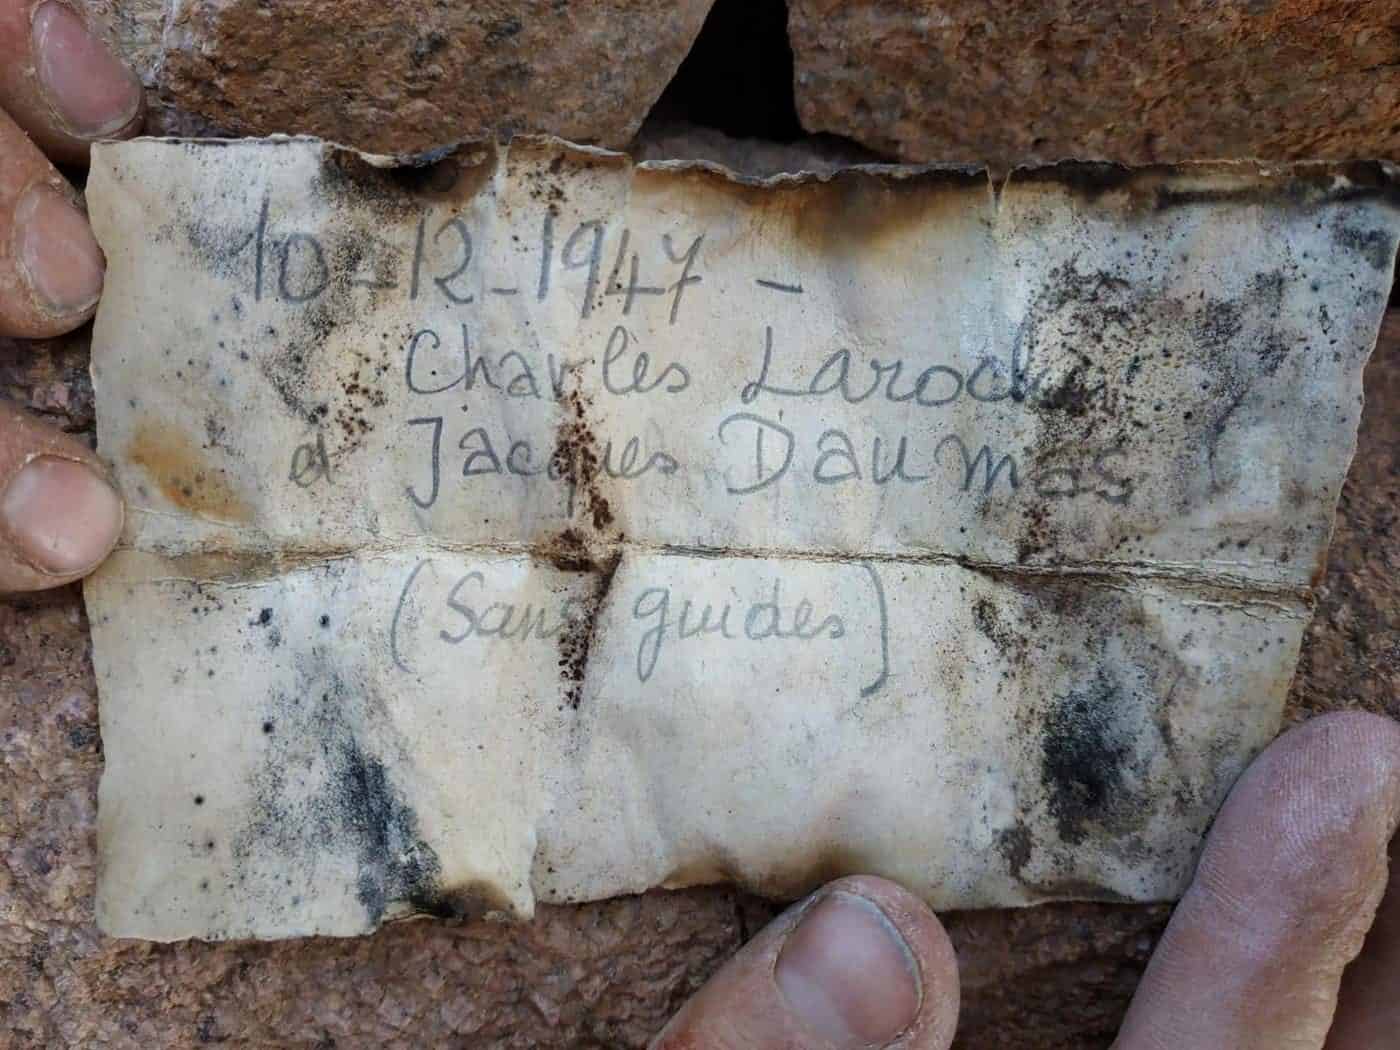 10-12-1947 -
Charles Laroche
et Jacques Daumas
(Sans guides)